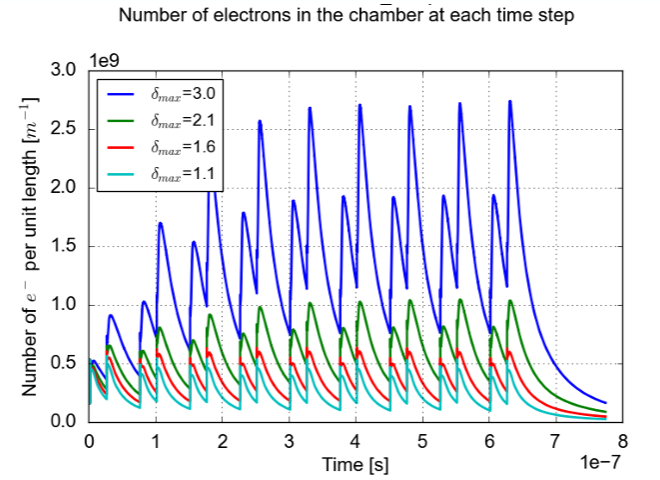 Number of electrons in the chamber at each time step
1e9
3.0
2.5
2.0
1.5
1.0
0.5
0.0
Number of e⁻ per unit length [m⁻¹]
δmax=3.0
δmax=2.1
δmax=1.6
δmax=1.1
0 1 2 3 4 5 6 7 8
Time [s]
1e−7